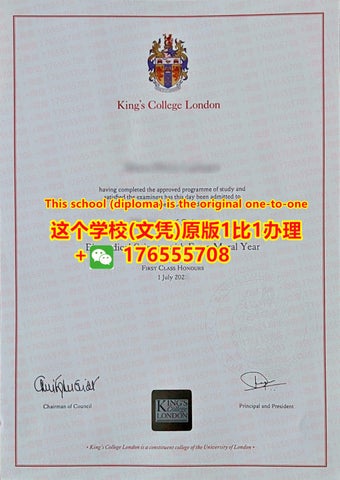 King's College London
having completed the approved programme of study and
satisfied the examiners has this day been admitted to
This school (diploma) is the original one-to-one
这个学校(文凭)原版1比1办理
Year
+ 176555708
FIRST CLASS HONOURS
1 July 202
Chairman of Council
KING'S
College
LONDON
Principal and President
• King's College London is a constituent college of the University of London •